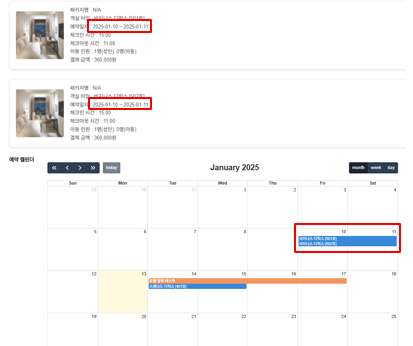 패키지명 : N/A
객실 타입 : 비즈니스 디럭스 [501호]
예약일자 : 2025-01-10 ~ 2025-01-11
체크인 시간 : 15:00
체크아웃 시간 : 11:00
이용 인원 : 1명(성인), 0명(아동)
결제 금액 : 360,000원
패키지명 : N/A
객실 타입 : 비즈니스 디럭스 [502호]
예약일자 : 2025-01-10 ~ 2025-01-11
체크인 시간 : 15:00
체크아웃 시간 : 11:00
이용 인원 : 1명(성인), 0명(아동)
결제 금액 : 360,000원
예약 캘린더
today January 2025 month week day
Sun Mon Tue Wed Thu Fri Sat
29 30 31 1 2 3 4
5 6 7 8 9 10 11
비즈니스 디럭스 [501호]
비즈니스 디럭스 [502호]
12 13 14 15 16 17 18
19 20 21 22 23 24 25